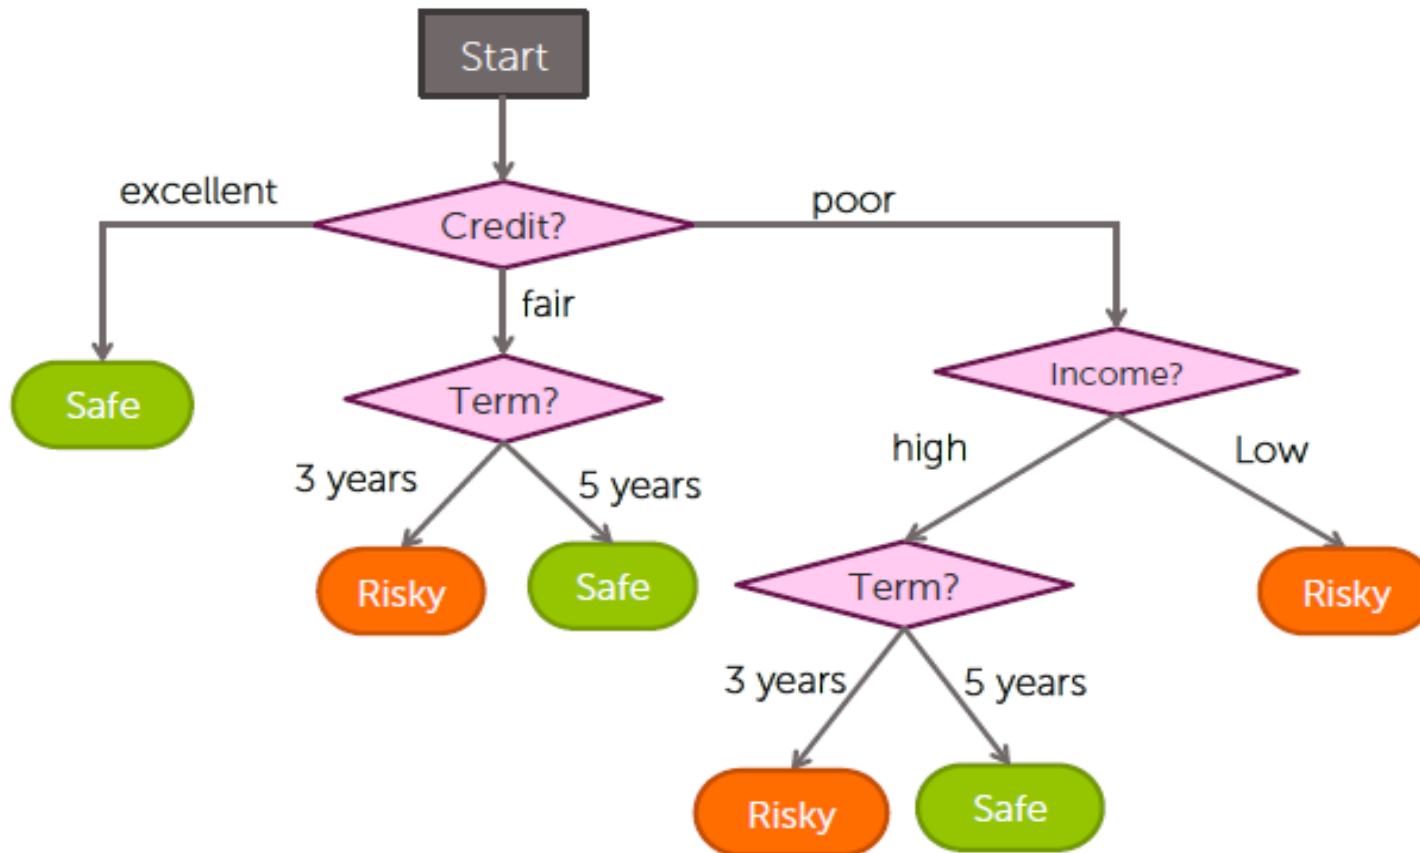 Start
excellent
Credit?
poor
fair
Safe
Term?
Income?
3 years
5 years
high
Low
Risky
Safe
Term?
Risky
3 years
5 years
Risky
Safe